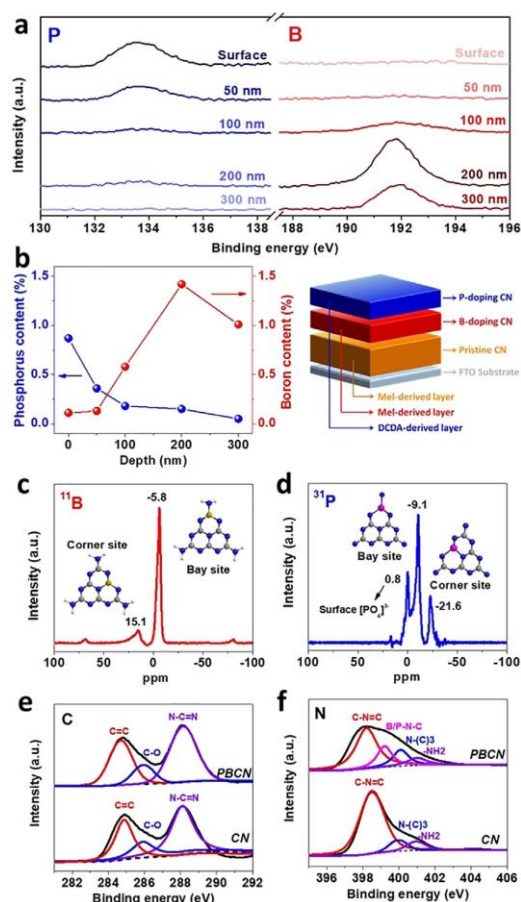 a
P
B
Surface
50 nm
100 nm
200 nm
300 nm
Surface
50 nm
100 nm
200 nm
300 nm
Intensity (a.u.)
130 132 134 136 138 188 190 192 194 196
Binding energy (eV)
b
Phosphorus content (%)
1.5
1.0
0.5
0.0
Boron content (%)
1.5
1.0
0.5
0.0
0 50 100 200 300
Depth (nm)
P-doping CN
B-doping CN
Pristine CN
FTO Substrate
Mel-derived layer
Mel-derived layer
DCDA-derived layer
c
11B
-5.8
Corner site
Bay site
15.1
Intensity (a.u.)
100 50 0 -50 -100
ppm
d
31P
-9.1
Bay site
Corner site
0.8
-21.6
Surface [PO4]3-
Intensity (a.u.)
100 50 0 -50 -100
ppm
e
C
N-C=N
C=C
C-O
PBCN
N-C=N
C=C
C-O
CN
Intensity (a.u.)
282 284 286 288 290 292
Binding energy (eV)
f
N
C-N=C
B/P-N-C
N-(C)3
-NH2
PBCN
C-N=C
N-(C)3
-NH2
CN
Intensity (a.u.)
396 398 400 402 404 406
Binding energy (eV)